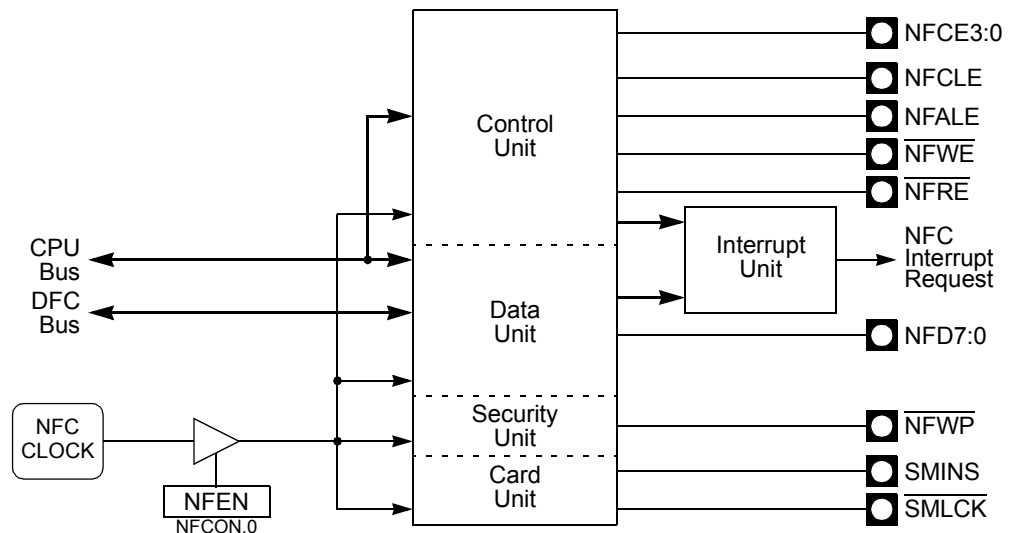 CPU
Bus
DFC
Bus
NFC
CLOCK
NFEN
NFCON.0
Control
Unit
Data
Unit
Security
Unit
Card
Unit
Interrupt
Unit
NFCE3:0
NFCLE
NFALE
NFWE
NFRE
NFC
Interrupt
Request
NFD7:0
NFWP
SMINS
SMLCK